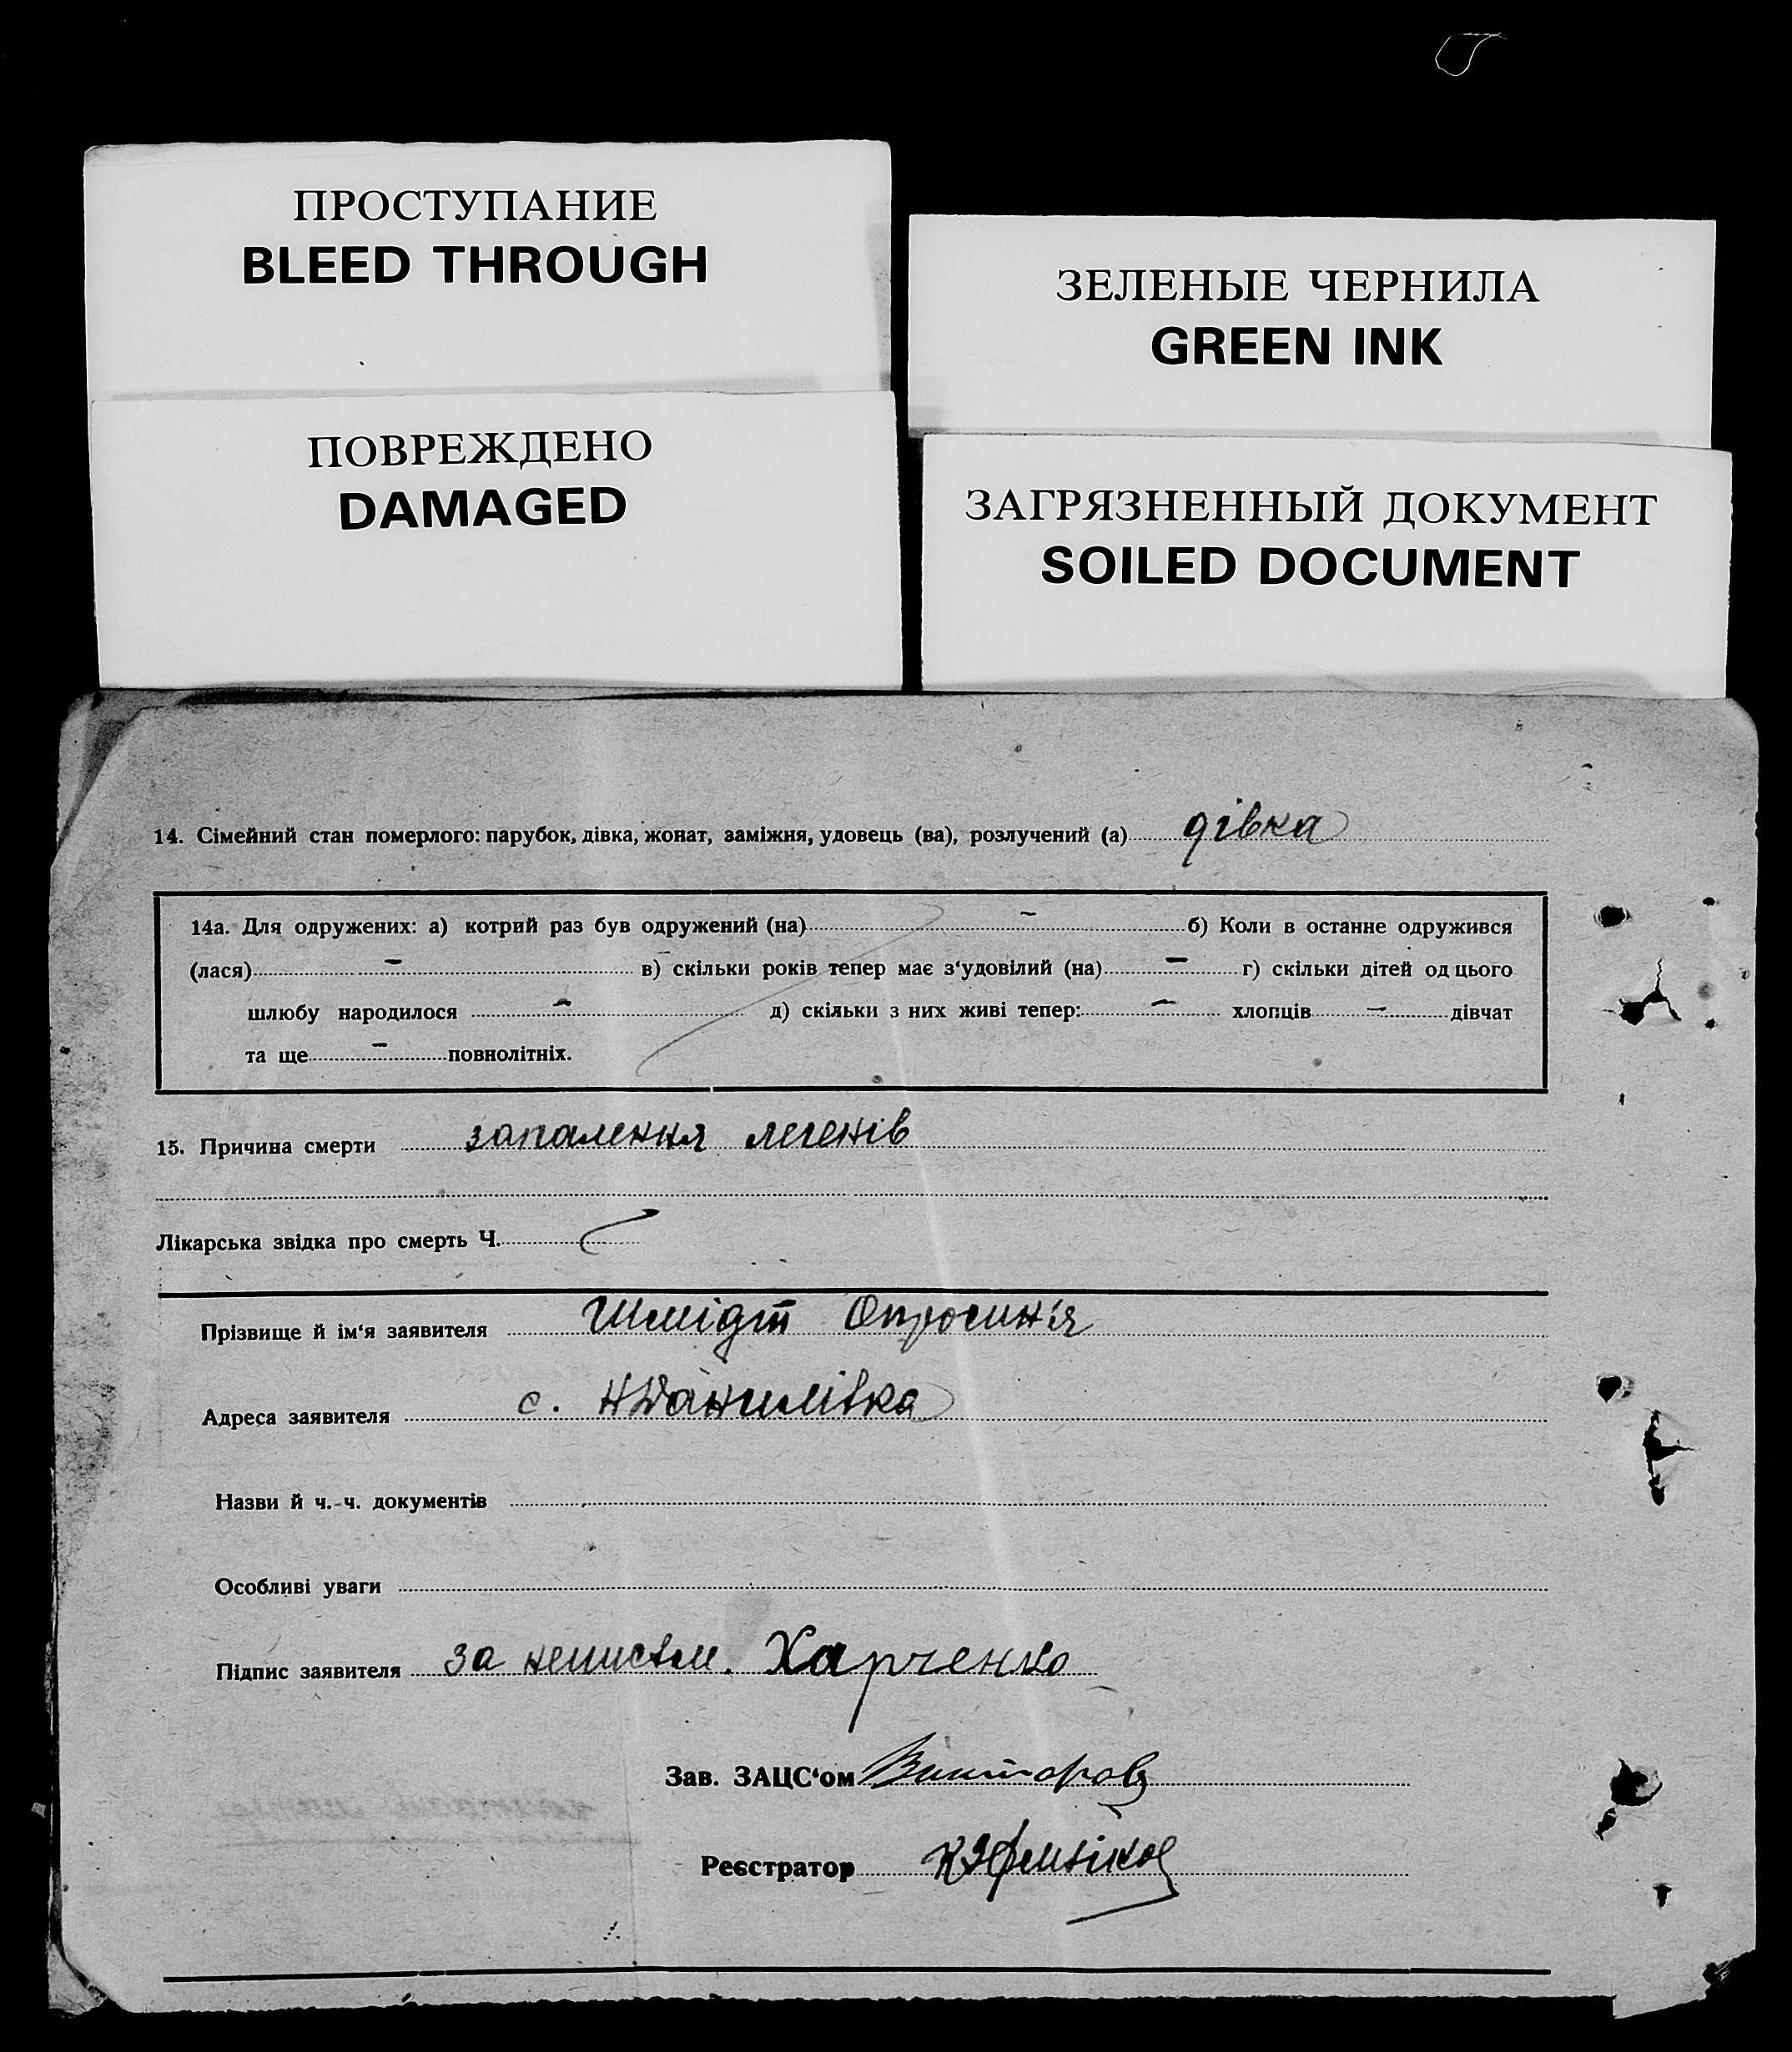 ПРОСТУПАНИЕ
BLEED THROUGH
ЗЕЛЕНЫЕ ЧЕРНИЛА
GREEN INK
ПОВРЕЖДЕНО
DAMAGED
ЗАГРЯЗНЕННЫЙ ДОКУМЕНТ
SOILED DOCUMENT
14. Сімейний стан померлого: парубок, дівка, жонат, заміжня, удовець (ва), розлучений (а) дівка
14а. Для одружених: а) котрий раз був одружений (на) – б) Коли в останне одружився
(лася) – в) скільки років тепер має з‘удовілий (на) – г) скільки дітей од цього
шлюбу народилося – д) скільки з них живі тепер: – хлопців – дівчат
та ще – повнолітніх.
15. Причина смерти запалення легенів
Лікарська звідка про смерть Ч.
Прізвище й ім‘я заявителя Шмідт Опросин'я
Адреса заявителя с. НДанилівка
Назви й ч.-ч. документів
Особливі уваги
Підпис заявителя за неписьм. Харченко
Зав. ЗАЦС‘ом
Реєстратор